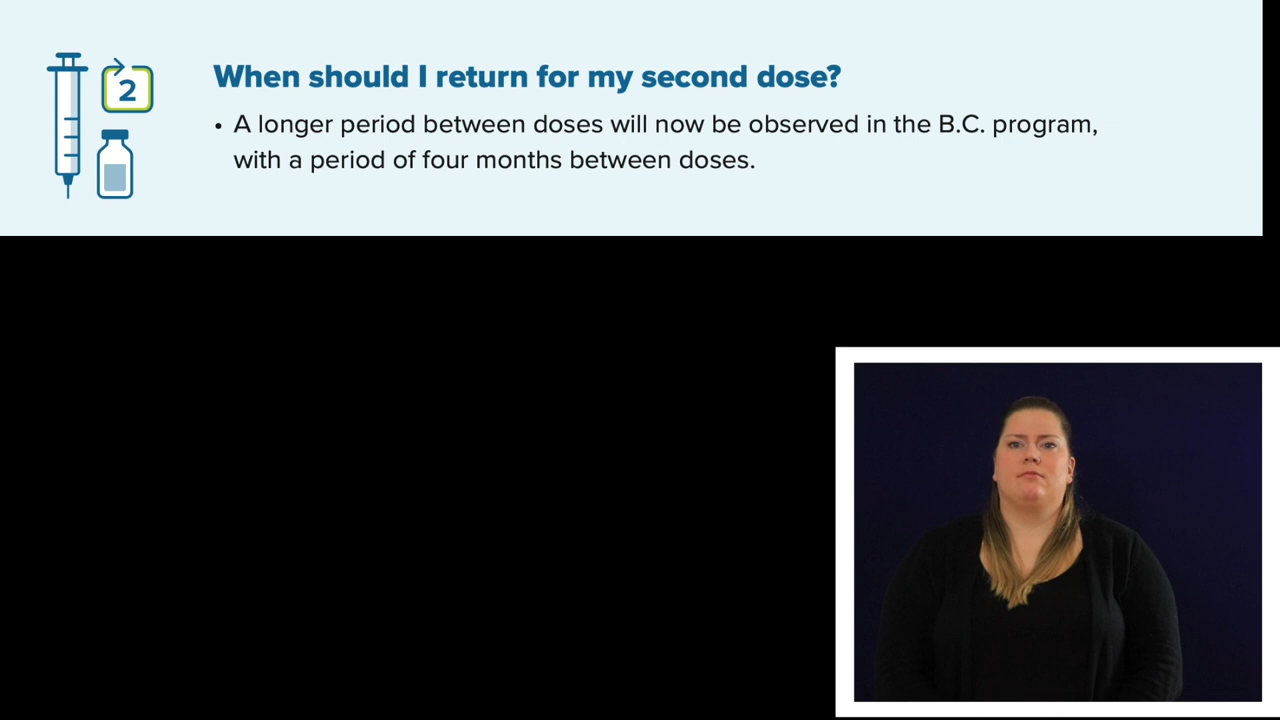 2
When should I return for my second dose?
• A longer period between doses will now be observed in the B.C. program,
with a period of four months between doses.